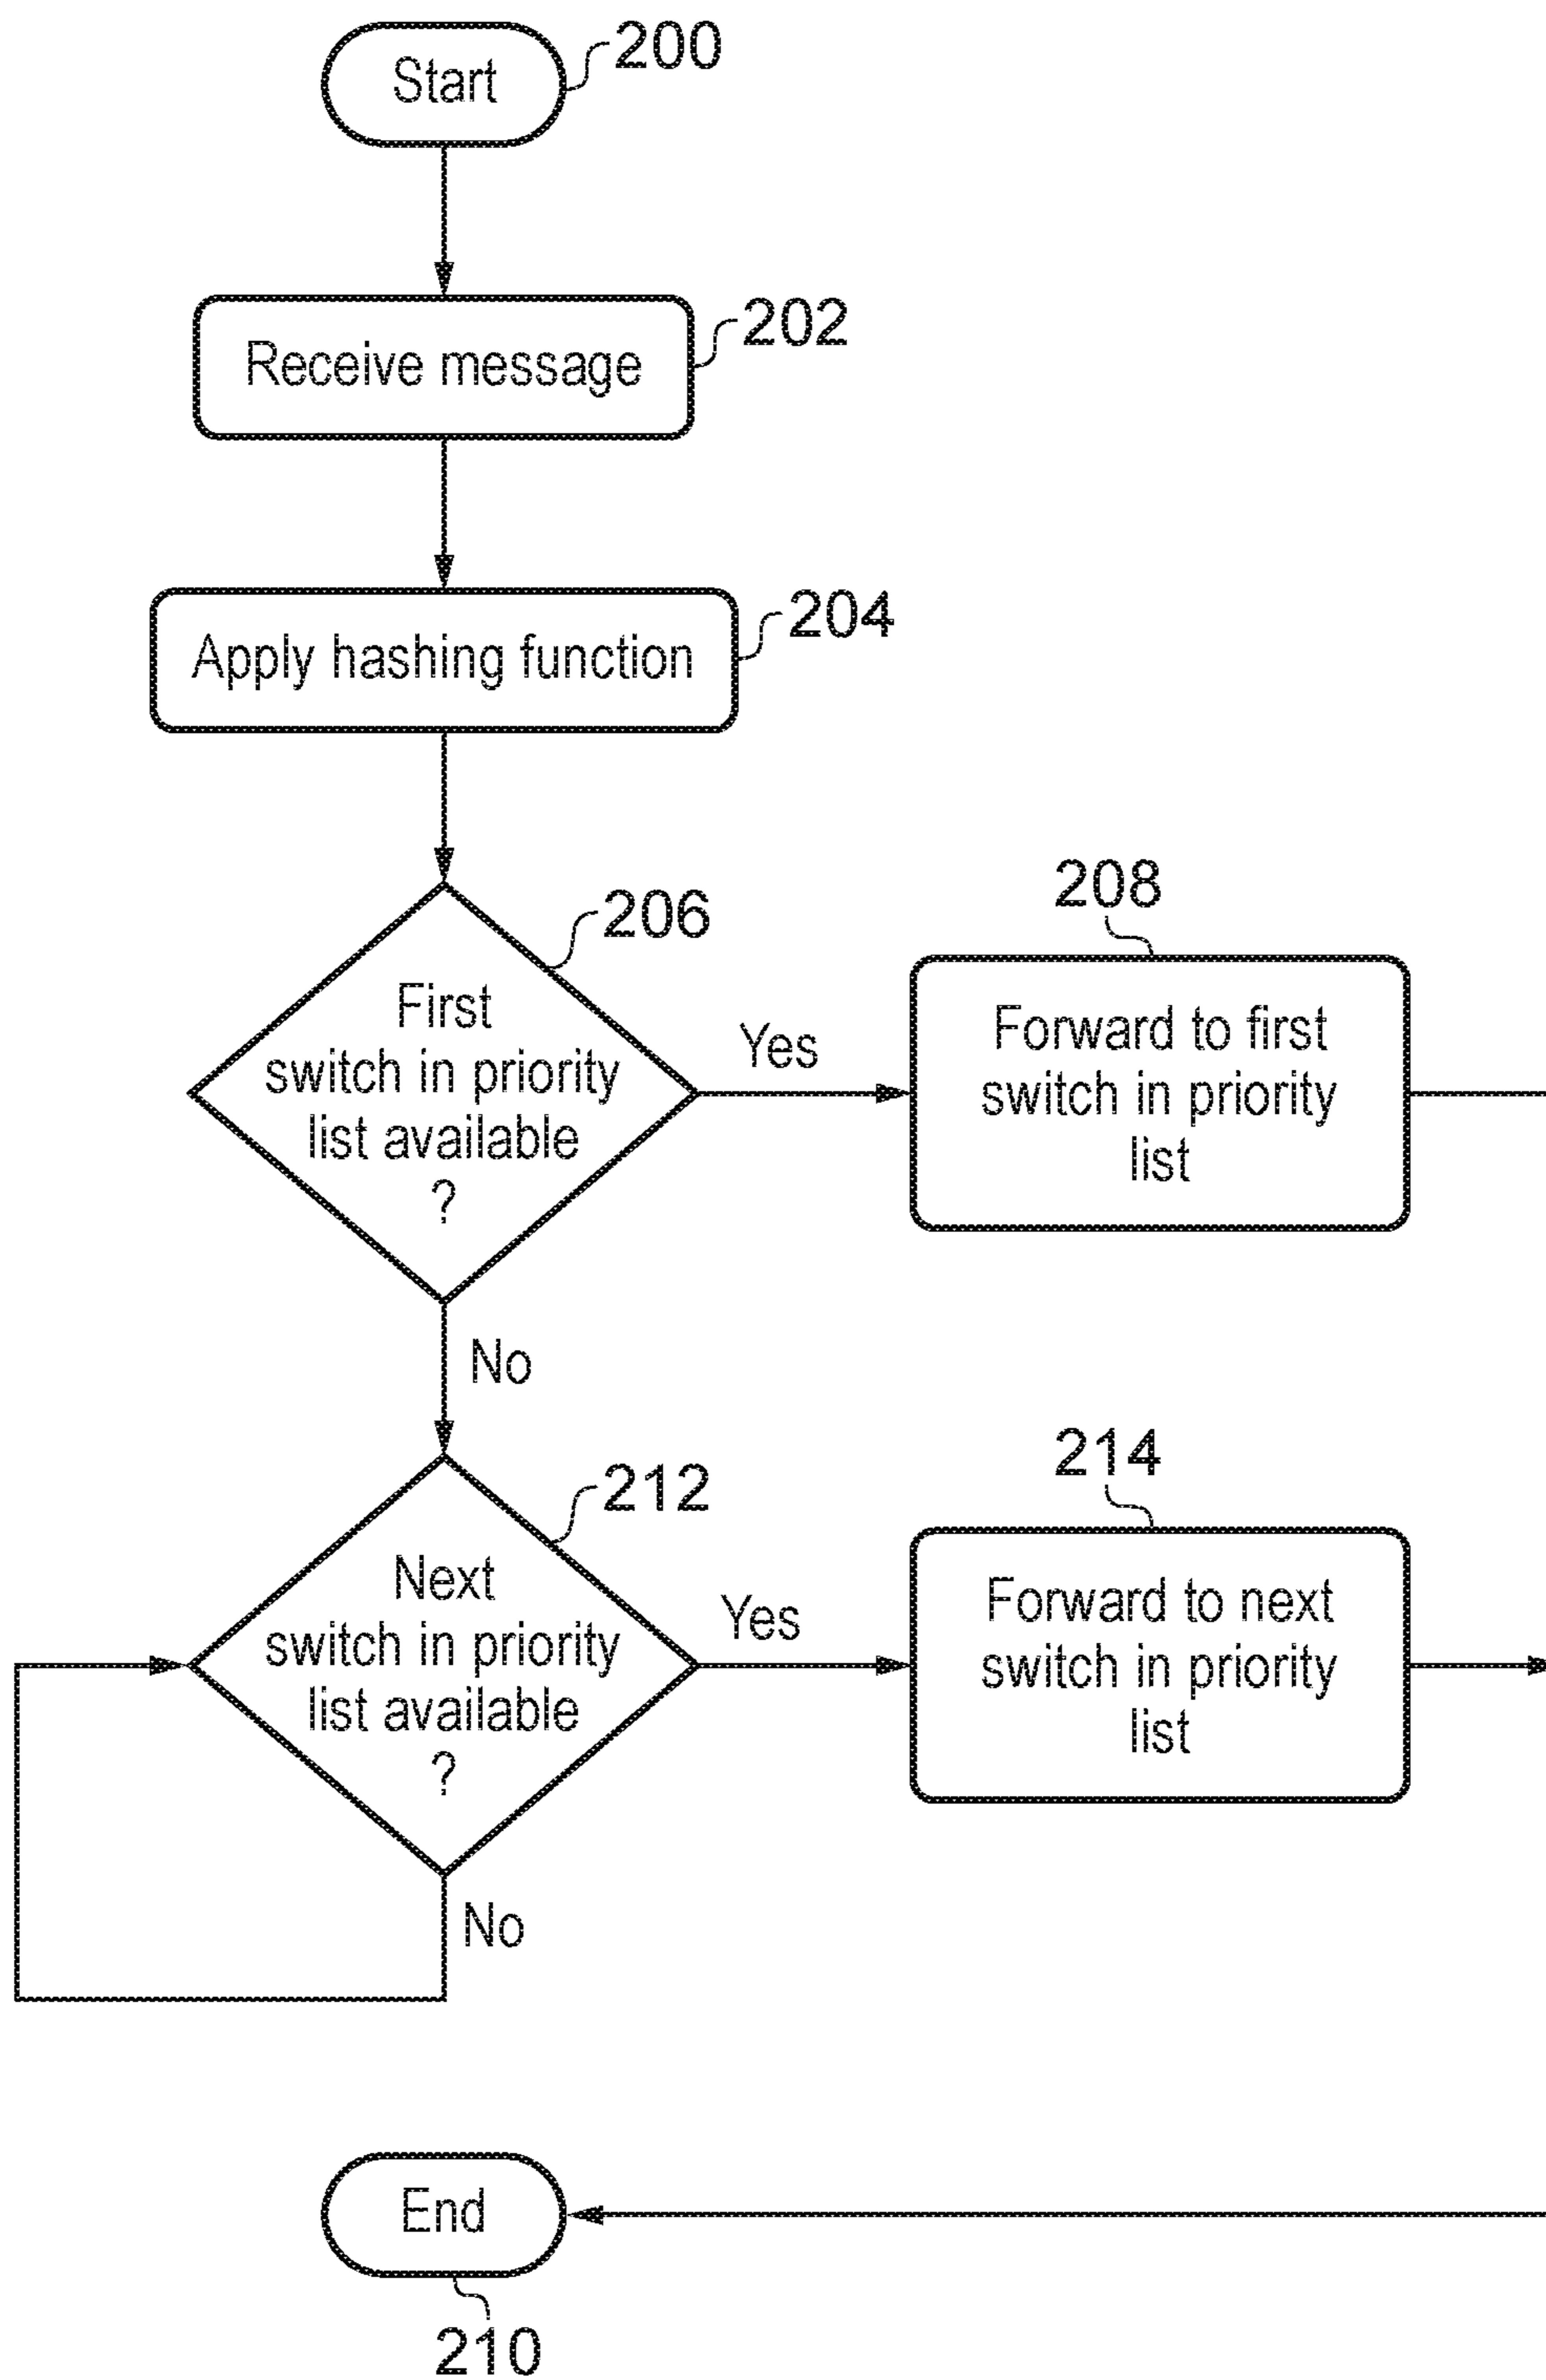 Start
200
Receive message
202
Apply hashing function
204
First
switch in priority
list available
?
206
Yes
208
Forward to first
switch in priority
list
No
Next
switch in priority
list available
?
212
Yes
214
Forward to next
switch in priority
list
No
End
210